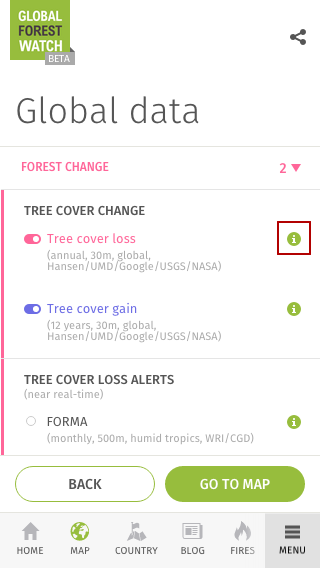 GLOBAL
FOREST
WATCH
BETA
Global data
FOREST CHANGE 2
TREE COVER CHANGE
Tree cover loss
(annual, 30m, global,
Hansen/UMD/Google/USGS/NASA)
Tree cover gain
(12 years, 30m, global,
Hansen/UMD/Google/USGS/NASA)
TREE COVER LOSS ALERTS
(near real-time)
FORMA
(monthly, 500m, humid tropics, WRI/CGD)
BACK GO TO MAP
HOME MAP COUNTRY BLOG FIRES MENU